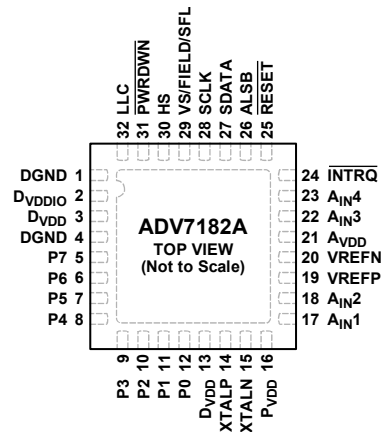 32 LLC
31 PWRDWN
30 HS
29 VS/FIELD/SFL
28 SCLK
27 SDATA
26 ALSB
25 RESET
DGND 1
DVDDIO 2
DVDD 3
DGND 4
P7 5
P6 6
P5 7
P4 8
ADV7182A
TOP VIEW
(Not to Scale)
24 INTRQ
23 AIN4
22 AIN3
21 AVDD
20 VREFN
19 VREFP
18 AIN2
17 AIN1
P3 9
P2 10
P1 11
P0 12
DVDD 13
XTALP 14
XTALN 15
PVDD 16